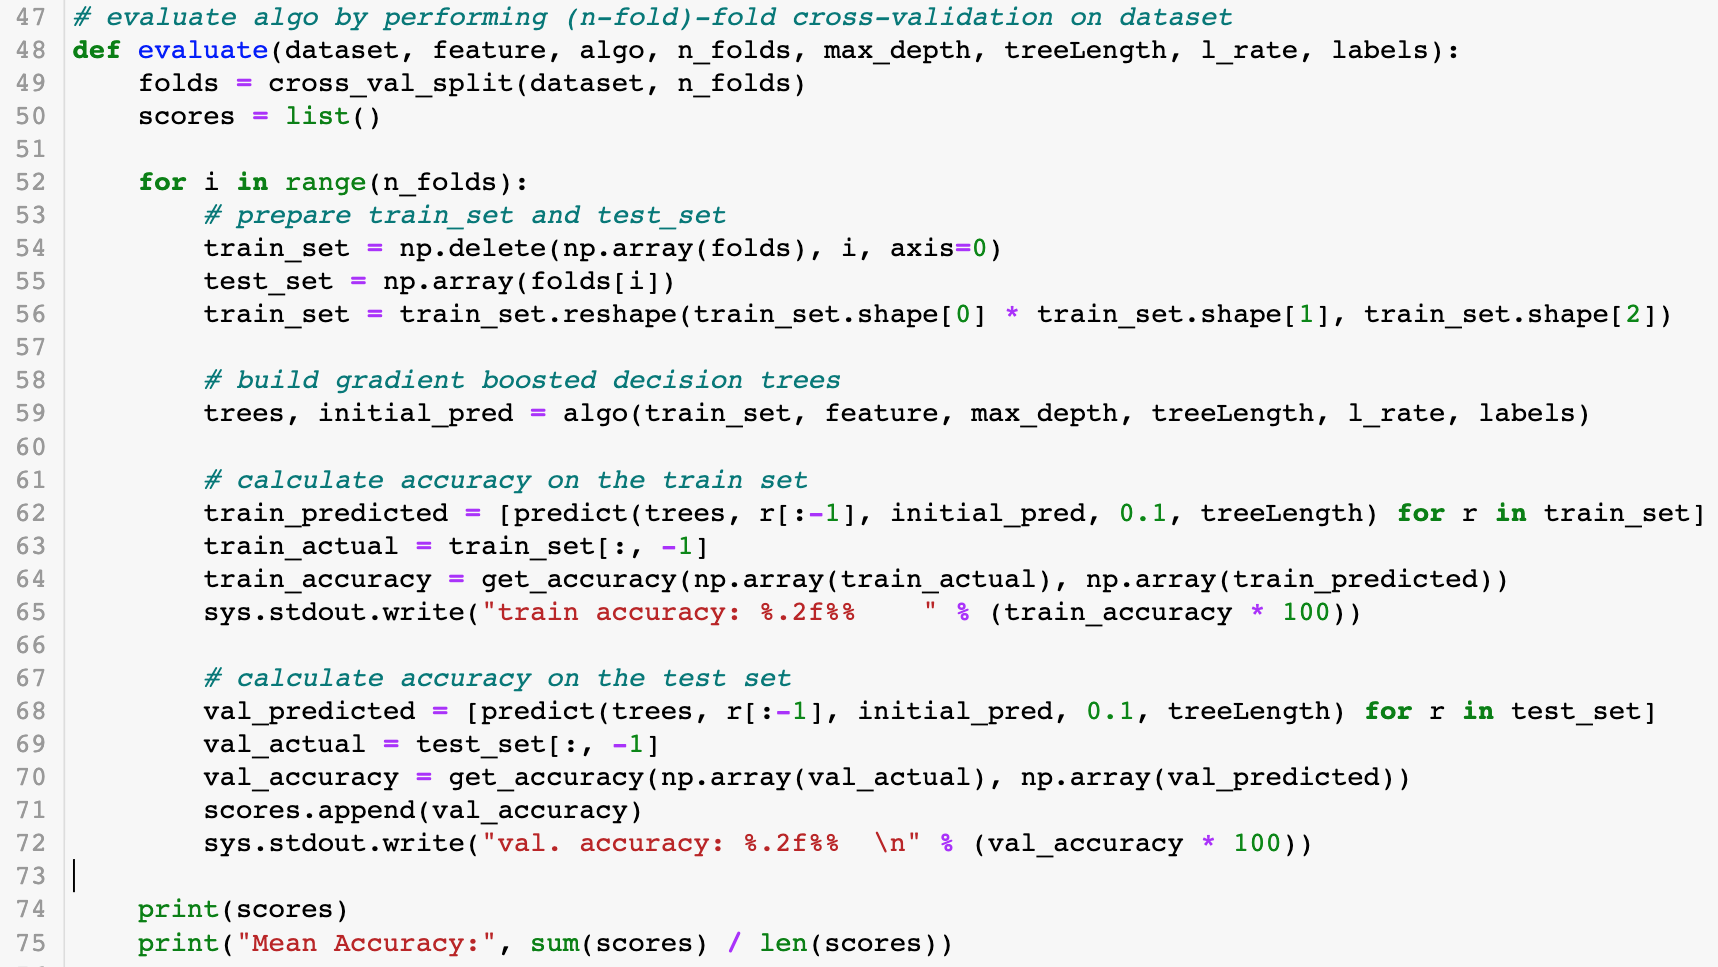 47 # evaluate algo by performing (n-fold)-fold cross-validation on dataset
48 def evaluate(dataset, feature, algo, n_folds, max_depth, treeLength, l_rate, labels):
49     folds = cross_val_split(dataset, n_folds)
50     scores = list()
51
52     for i in range(n_folds):
53         # prepare train_set and test_set
54         train_set = np.delete(np.array(folds), i, axis=0)
55         test_set = np.array(folds[i])
56         train_set = train_set.reshape(train_set.shape[0] * train_set.shape[1], train_set.shape[2])
57
58         # build gradient boosted decision trees
59         trees, initial_pred = algo(train_set, feature, max_depth, treeLength, l_rate, labels)
60
61         # calculate accuracy on the train set
62         train_predicted = [predict(trees, r[:-1], initial_pred, 0.1, treeLength) for r in train_set]
63         train_actual = train_set[:, -1]
64         train_accuracy = get_accuracy(np.array(train_actual), np.array(train_predicted))
65         sys.stdout.write("train accuracy: %.2f%%    " % (train_accuracy * 100))
66
67         # calculate accuracy on the test set
68         val_predicted = [predict(trees, r[:-1], initial_pred, 0.1, treeLength) for r in test_set]
69         val_actual = test_set[:, -1]
70         val_accuracy = get_accuracy(np.array(val_actual), np.array(val_predicted))
71         scores.append(val_accuracy)
72         sys.stdout.write("val. accuracy: %.2f%%  \n" % (val_accuracy * 100))
73
74     print(scores)
75     print("Mean Accuracy:", sum(scores) / len(scores))